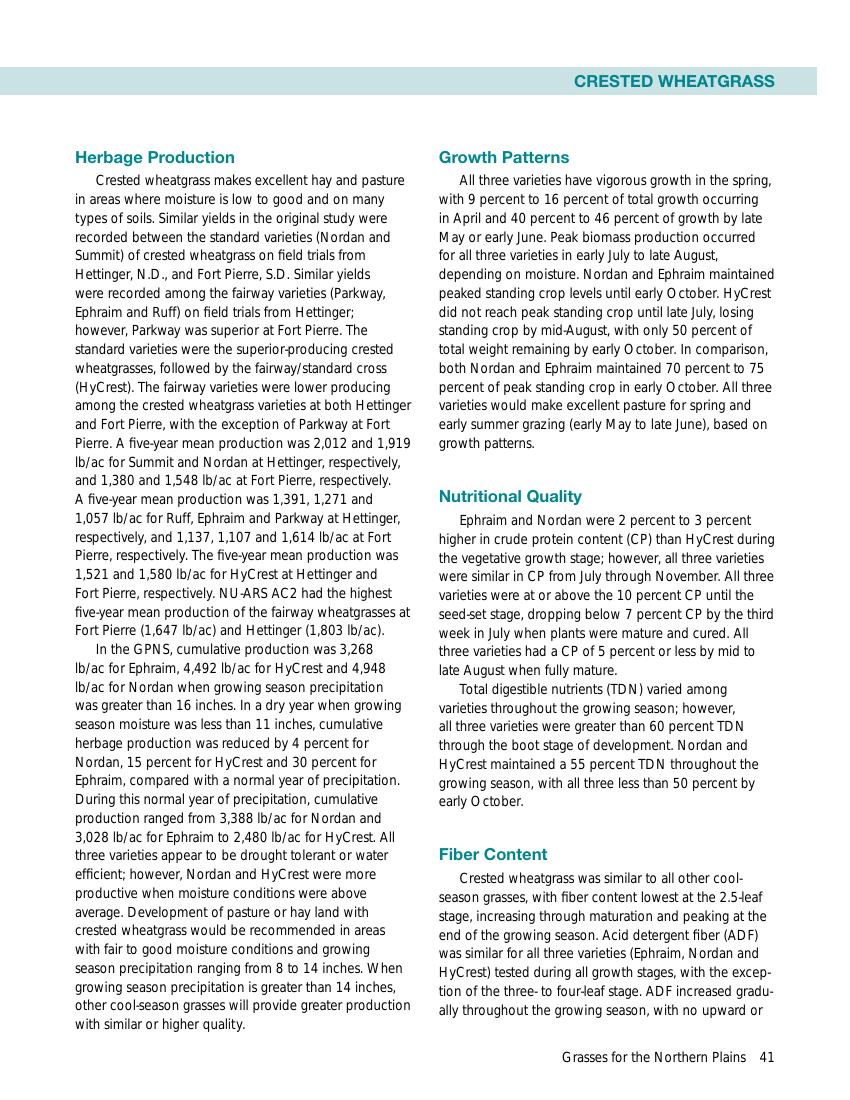 CRESTED WHEATGRASS
Herbage Production
Crested wheatgrass makes excellent hay and pasture
in areas where moisture is low to good and on many
types of soils. Similar yields in the original study were
recorded between the standard varieties (Nordan and
Summit) of crested wheatgrass on field trials from
Hettinger, N.D., and Fort Pierre, S.D. Similar yields
were recorded among the fairway varieties (Parkway,
Ephraim and Ruff) on field trials from Hettinger;
however, Parkway was superior at Fort Pierre. The
standard varieties were the superior-producing crested
wheatgrasses, followed by the fairway/standard cross
(HyCrest). The fairway varieties were lower producing
among the crested wheatgrass varieties at both Hettinger
and Fort Pierre, with the exception of Parkway at Fort
Pierre. A five-year mean production was 2,012 and 1,919
lb/ac for Summit and Nordan at Hettinger, respectively,
and 1,380 and 1,548 lb/ac at Fort Pierre, respectively.
A five-year mean production was 1,391, 1,271 and
1,057 lb/ac for Ruff, Ephraim and Parkway at Hettinger,
respectively, and 1,137, 1,107 and 1,614 lb/ac at Fort
Pierre, respectively. The five-year mean production was
1,521 and 1,580 lb/ac for HyCrest at Hettinger and
Fort Pierre, respectively. NU-ARS AC2 had the highest
five-year mean production of the fairway wheatgrasses at
Fort Pierre (1,647 lb/ac) and Hettinger (1,803 lb/ac).
In the GPNS, cumulative production was 3,268
lb/ac for Ephraim, 4,492 lb/ac for HyCrest and 4,948
lb/ac for Nordan when growing season precipitation
was greater than 16 inches. In a dry year when growing
season moisture was less than 11 inches, cumulative
herbage production was reduced by 4 percent for
Nordan, 15 percent for HyCrest and 30 percent for
Ephraim, compared with a normal year of precipitation.
During this normal year of precipitation, cumulative
production ranged from 3,388 lb/ac for Nordan and
3,028 lb/ac for Ephraim to 2,480 lb/ac for HyCrest. All
three varieties appear to be drought tolerant or water
efficient; however, Nordan and HyCrest were more
productive when moisture conditions were above
average. Development of pasture or hay land with
crested wheatgrass would be recommended in areas
with fair to good moisture conditions and growing
season precipitation ranging from 8 to 14 inches. When
growing season precipitation is greater than 14 inches,
other cool-season grasses will provide greater production
with similar or higher quality.
Growth Patterns
All three varieties have vigorous growth in the spring,
with 9 percent to 16 percent of total growth occurring
in April and 40 percent to 46 percent of growth by late
May or early June. Peak biomass production occurred
for all three varieties in early July to late August,
depending on moisture. Nordan and Ephraim maintained
peaked standing crop levels until early October. HyCrest
did not reach peak standing crop until late July, losing
standing crop by mid-August, with only 50 percent of
total weight remaining by early October. In comparison,
both Nordan and Ephraim maintained 70 percent to 75
percent of peak standing crop in early October. All three
varieties would make excellent pasture for spring and
early summer grazing (early May to late June), based on
growth patterns.
Nutritional Quality
Ephraim and Nordan were 2 percent to 3 percent
higher in crude protein content (CP) than HyCrest during
the vegetative growth stage; however, all three varieties
were similar in CP from July through November. All three
varieties were at or above the 10 percent CP until the
seed-set stage, dropping below 7 percent CP by the third
week in July when plants were mature and cured. All
three varieties had a CP of 5 percent or less by mid to
late August when fully mature.
Total digestible nutrients (TDN) varied among
varieties throughout the growing season; however,
all three varieties were greater than 60 percent TDN
through the boot stage of development. Nordan and
HyCrest maintained a 55 percent TDN throughout the
growing season, with all three less than 50 percent by
early October.
Fiber Content
Crested wheatgrass was similar to all other cool-
season grasses, with fiber content lowest at the 2.5-leaf
stage, increasing through maturation and peaking at the
end of the growing season. Acid detergent fiber (ADF)
was similar for all three varieties (Ephraim, Nordan and
HyCrest) tested during all growth stages, with the excep-
tion of the three- to four-leaf stage. ADF increased gradu-
ally throughout the growing season, with no upward or
Grasses for the Northern Plains 41